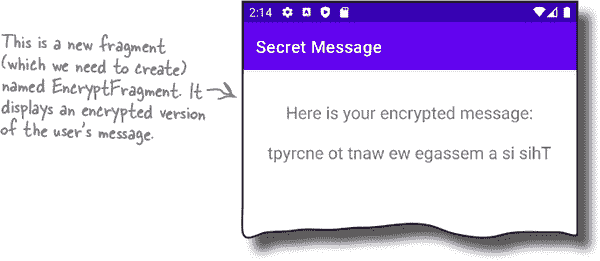 2:14
Secret Message
This is a new fragment
(which we need to create)
named EncryptFragment. It
displays an encrypted version
of the user's message.
Here is your encrypted message:
tpyrcne ot tnaw ew egassem a si sihT